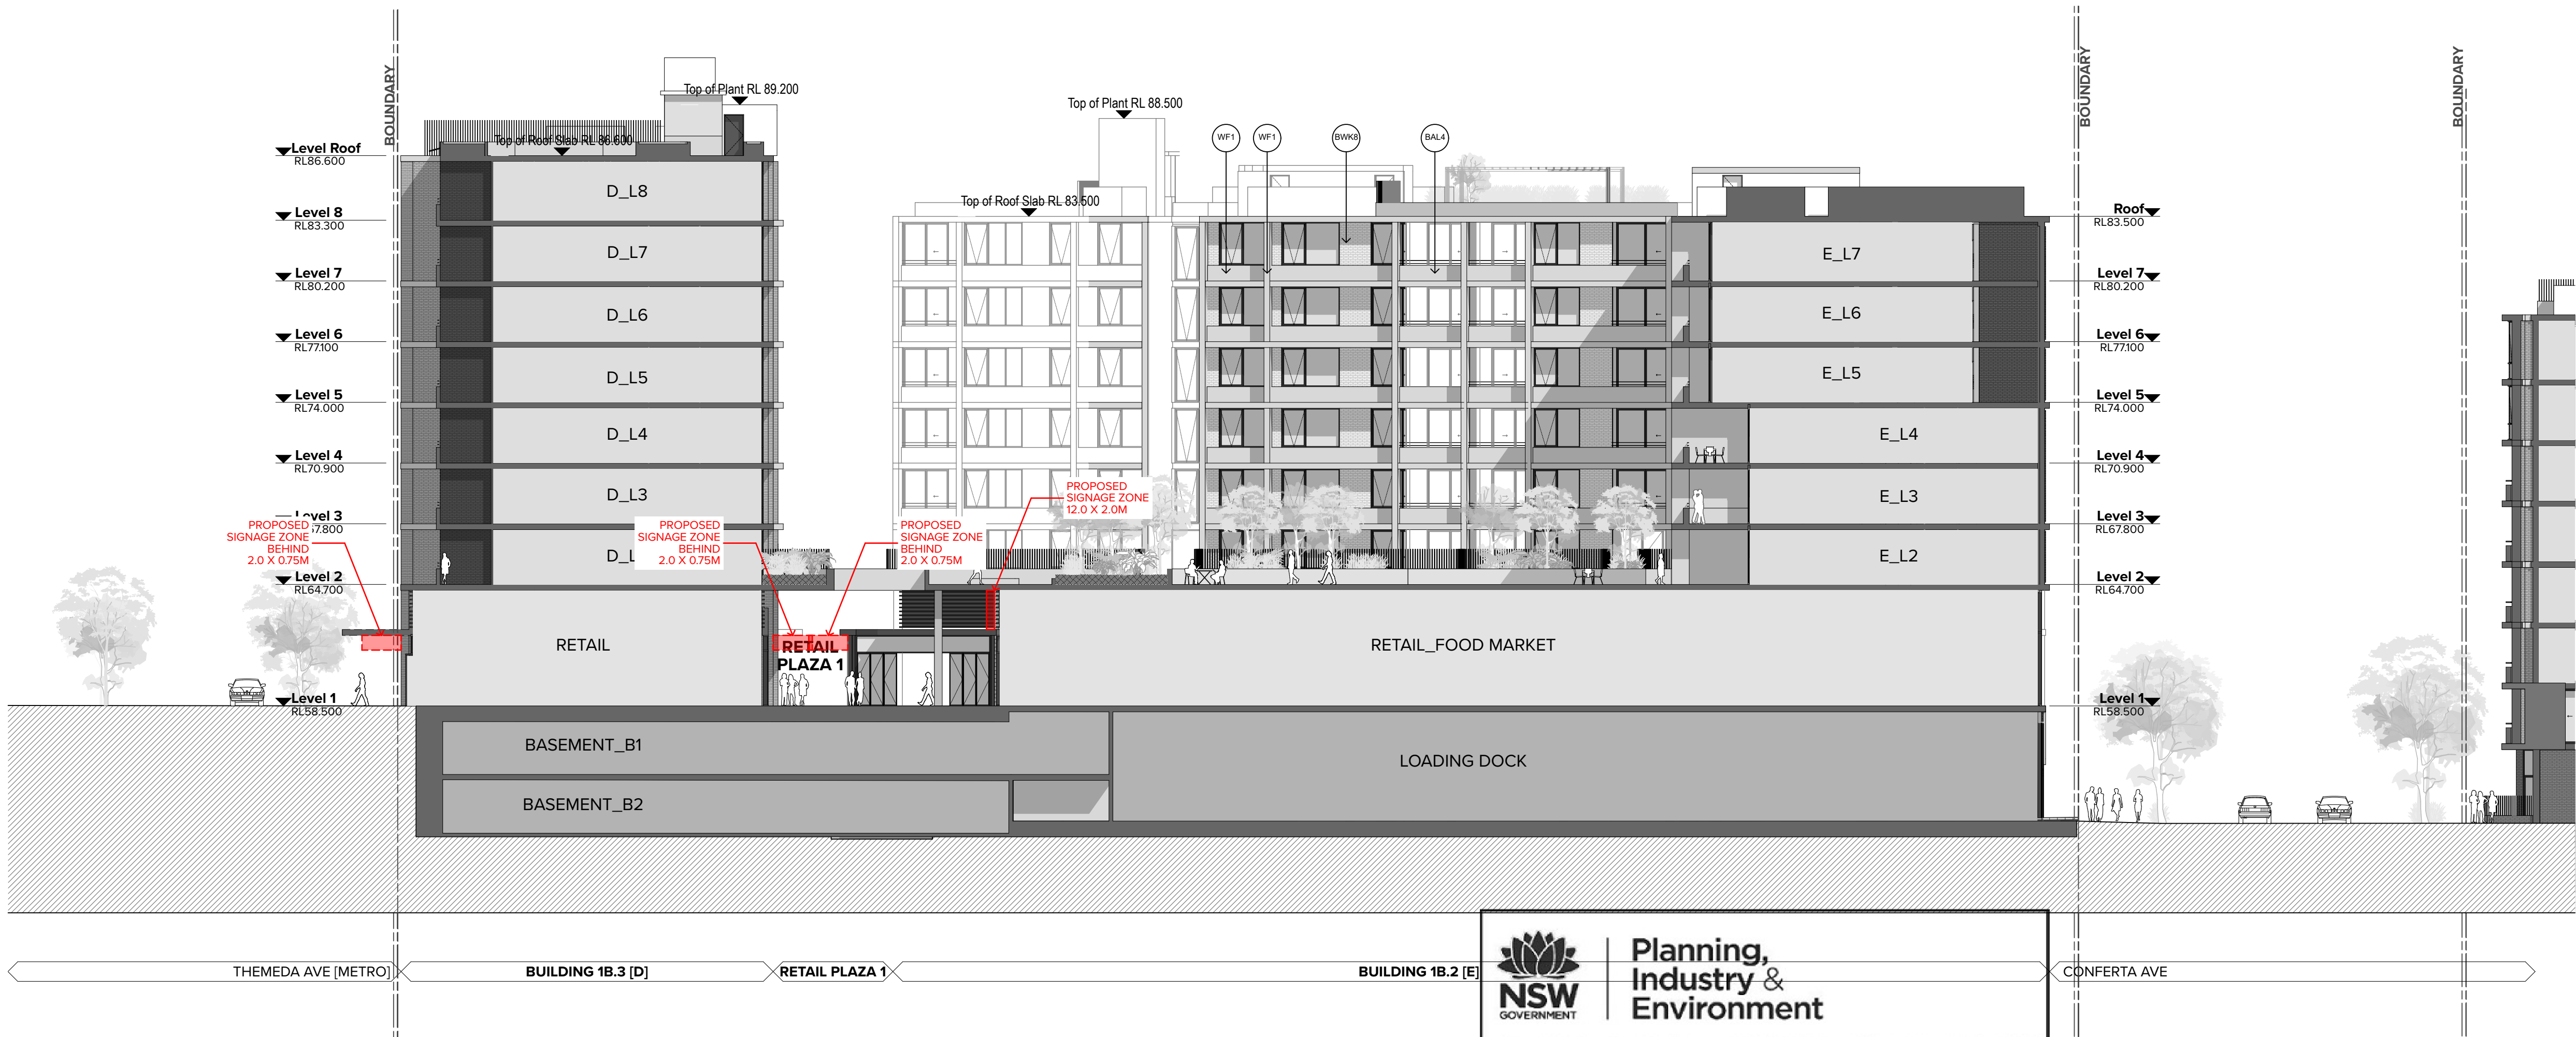 BOUNDARY
BOUNDARY
BOUNDARY
Top of Plant RL 89.200
Top of Plant RL 88.500
WF1
WF1
BWK8
BAL4
Top of Roof Slab RL 86.600
Top of Roof Slab RL 83.500
Level Roof
RL86.600
Level 8
RL83.300
Level 7
RL80.200
Level 6
RL77.100
Level 5
RL74.000
Level 4
RL70.900
Level 3
67.800
Level 2
RL64.700
Level 1
RL58.500
D_L8
D_L7
D_L6
D_L5
D_L4
D_L3
D_L
RETAIL
PROPOSED
SIGNAGE ZONE
BEHIND
2.0 X 0.75M
PROPOSED
SIGNAGE ZONE
BEHIND
2.0 X 0.75M
PROPOSED
SIGNAGE ZONE
BEHIND
2.0 X 0.75M
PROPOSED
SIGNAGE ZONE
12.0 X 2.0M
RETAIL
PLAZA 1
E_L7
E_L6
E_L5
E_L4
E_L3
E_L2
RETAIL_FOOD MARKET
Roof
RL83.500
Level 7
RL80.200
Level 6
RL77.100
Level 5
RL74.000
Level 4
RL70.900
Level 3
RL67.800
Level 2
RL64.700
Level 1
RL58.500
BASEMENT_B1
BASEMENT_B2
LOADING DOCK
THEMEDA AVE [METRO]
BUILDING 1B.3 [D]
RETAIL PLAZA 1
BUILDING 1B.2 [E]
CONFERTA AVE
NSW
GOVERNMENT
Planning,
Industry &
Environment